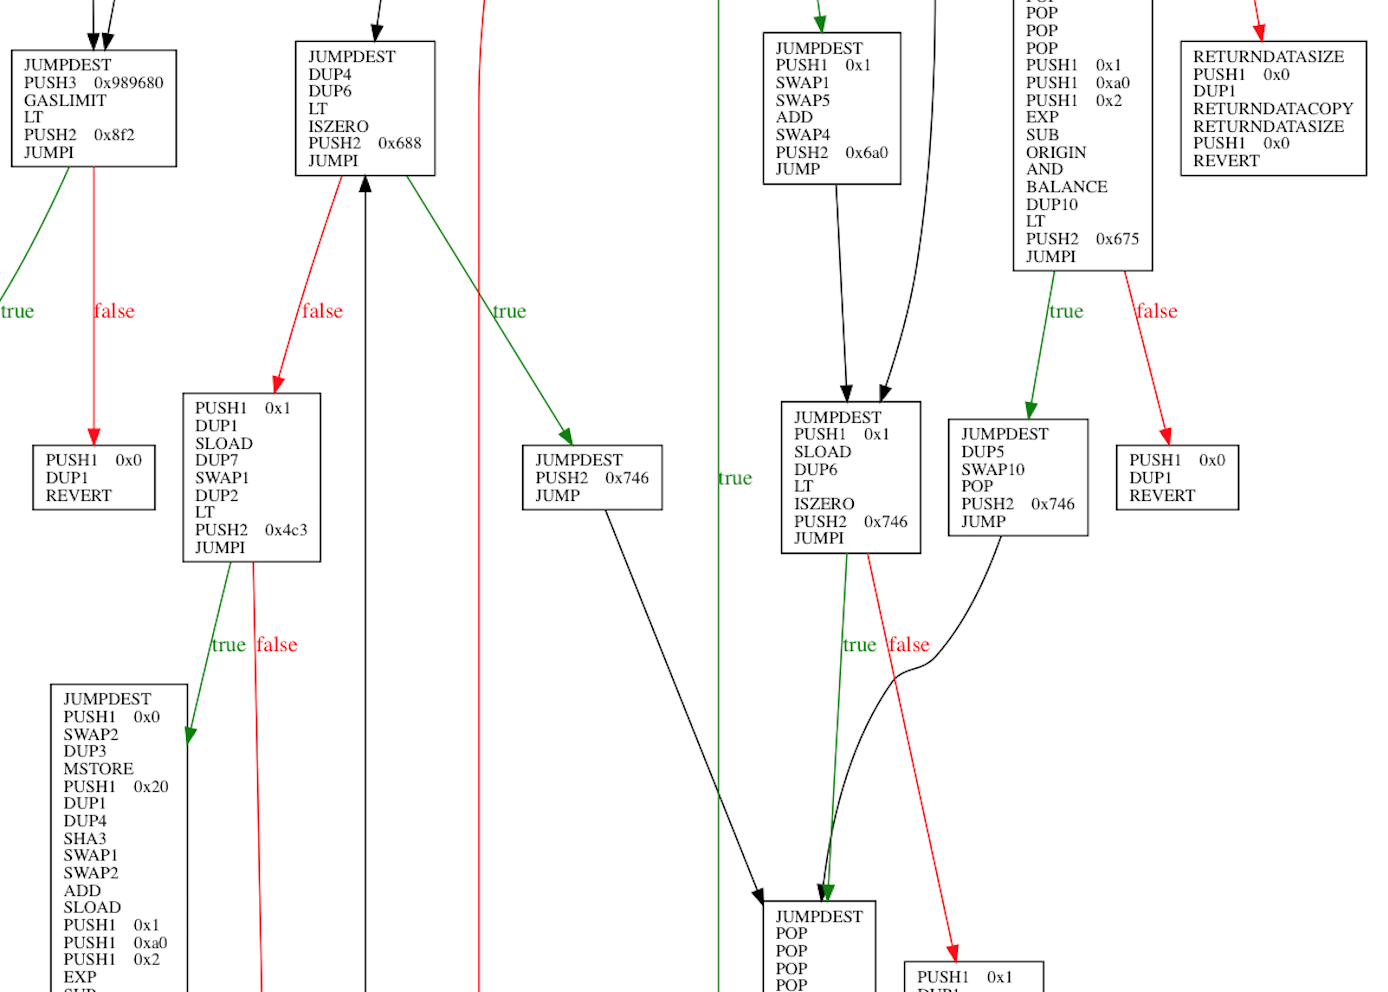 JUMPDEST
PUSH3 0x989680
GASLIMIT
LT
PUSH2 0x8f2
JUMPI
JUMPDEST
DUP4
DUP6
LT
ISZERO
PUSH2 0x688
JUMPI
JUMPDEST
PUSH1 0x1
SWAP1
SWAP5
ADD
SWAP4
PUSH2 0x6a0
JUMP
POP
POP
POP
PUSH1 0x1
PUSH1 0xa0
PUSH1 0x2
EXP
SUB
ORIGIN
AND
BALANCE
DUP10
LT
PUSH2 0x675
JUMPI
RETURNDATASIZE
PUSH1 0x0
DUP1
RETURNDATACOPY
RETURNDATASIZE
PUSH1 0x0
REVERT
true
false
false
true
true
false
PUSH1 0x0
DUP1
REVERT
PUSH1 0x1
DUP1
SLOAD
DUP7
SWAP1
DUP2
LT
PUSH2 0x4c3
JUMPI
JUMPDEST
PUSH2 0x746
JUMP
true
JUMPDEST
PUSH1 0x1
SLOAD
DUP6
LT
ISZERO
PUSH2 0x746
JUMPI
JUMPDEST
DUP5
SWAP10
POP
PUSH2 0x746
JUMP
PUSH1 0x0
DUP1
REVERT
true
false
true
false
JUMPDEST
PUSH1 0x0
SWAP2
DUP3
MSTORE
PUSH1 0x20
DUP1
DUP4
SHA3
SWAP1
SWAP2
ADD
SLOAD
PUSH1 0x1
PUSH1 0xa0
PUSH1 0x2
EXP
JUMPDEST
POP
POP
POP
POP
PUSH1 0x1